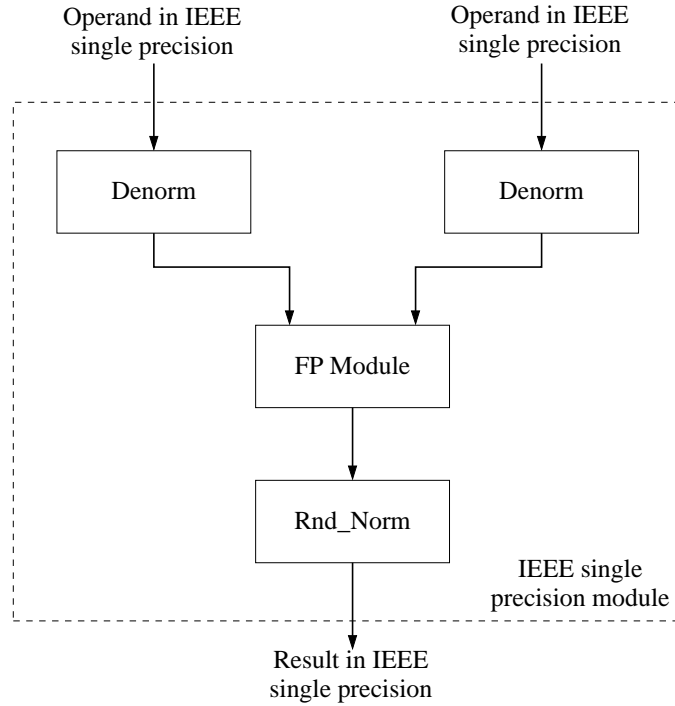 Operand in IEEE
single precision
Operand in IEEE
single precision
Denorm
Denorm
FP Module
Rnd_Norm
IEEE single
precision module
Result in IEEE
single precision